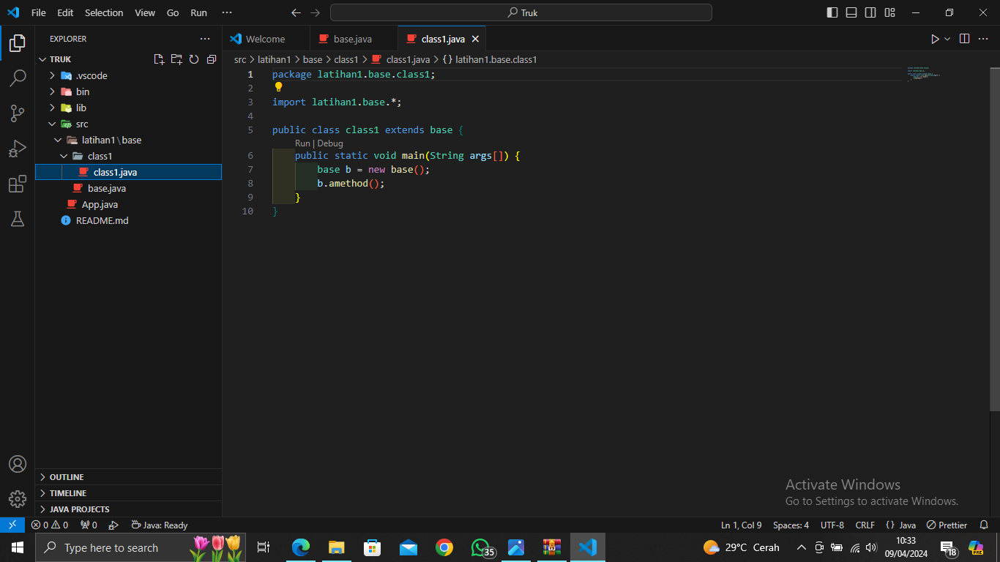 File Edit Selection View Go Run ··· Truk
EXPLORER ···
TRUK
.vscode
bin
lib
src
latihan1\base
class1
class1.java
base.java
App.java
README.md
OUTLINE
TIMELINE
JAVA PROJECTS
Welcome base.java class1.java
src > latihan1 > base > class1 > class1.java > {} latihan1.base.class1
1 package latihan1.base.class1;
2
3 import latihan1.base.*;
4
5 public class class1 extends base {
Run | Debug
6 public static void main(String args[]) {
7 base b = new base();
8 b.amethod();
9 }
10 }
Activate Windows
Go to Settings to activate Windows.
0 0 0 Java: Ready Ln 1, Col 9 Spaces: 4 UTF-8 CRLF {} Java Prettier
Type here to search 35 29°C Cerah 10:33
09/04/2024 18 PRE